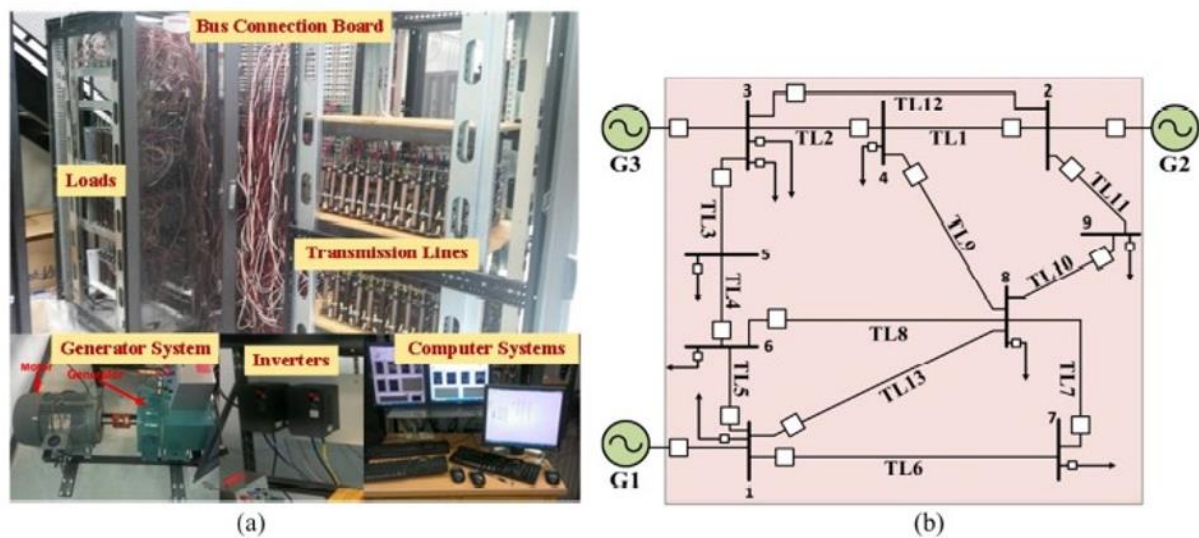 Bus Connection Board
Loads
Transmission Lines
Generator System
Inverters
Computer Systems
Motor
Generator
(a)
3
2
TL12
G3
TL2
TL1
G2
4
TL11
TL3
TL9
9
5
TL10
8
TL4
TL8
6
TL5
TL13
TL7
7
G1
TL6
1
(b)